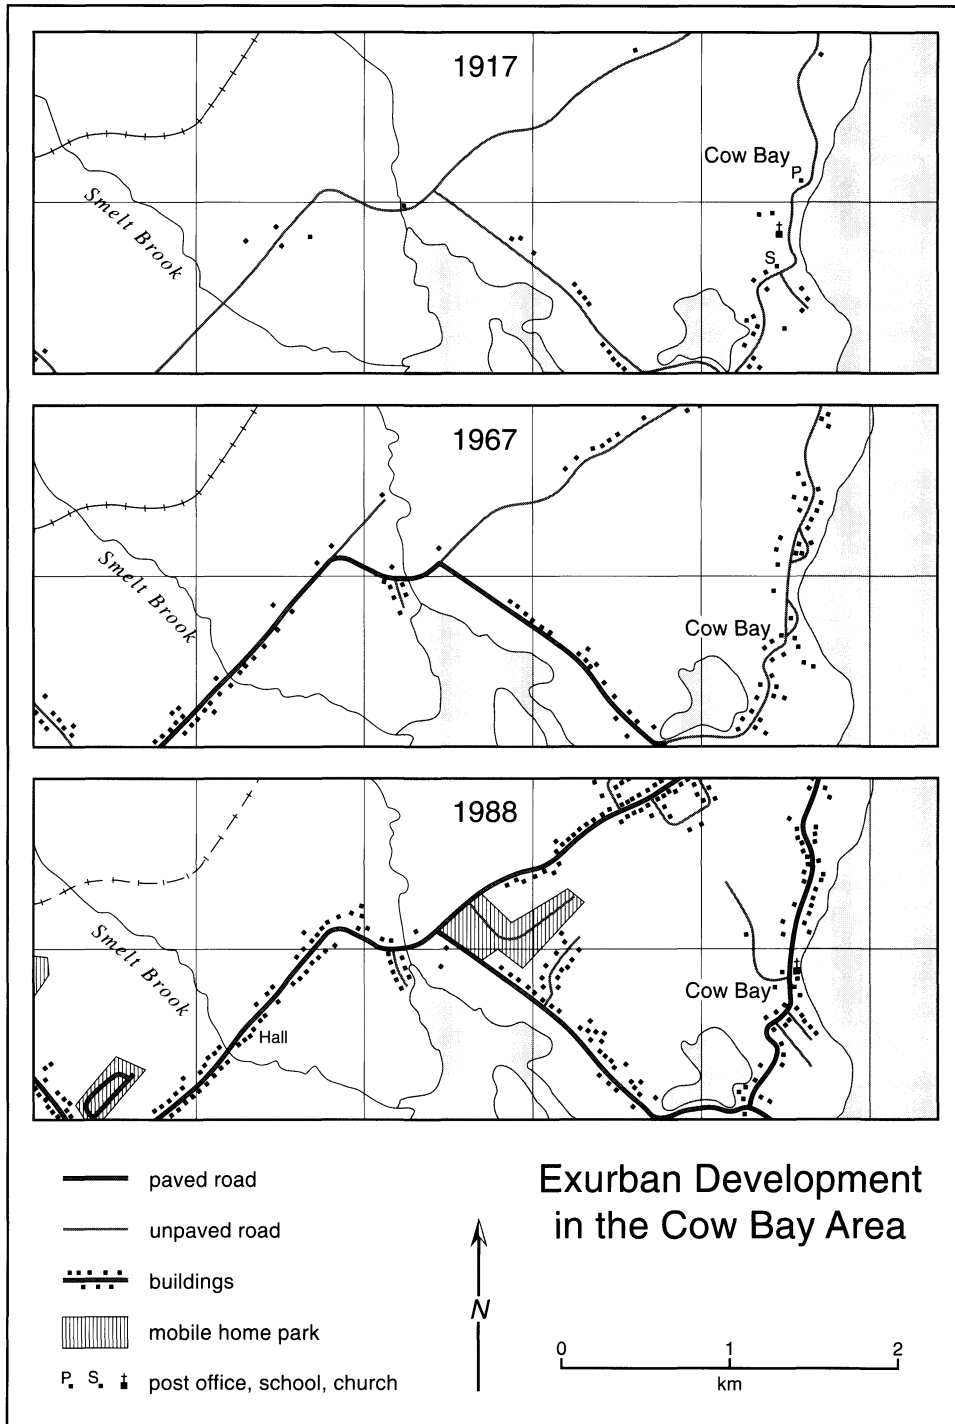 1917
Cow Bay
P
Smelt Brook
S
1967
Smelt Brook
Cow Bay
1988
Smelt Brook
Cow Bay
Hall
paved road
unpaved road
buildings
mobile home park
P. S. post office, school, church
N
Exurban Development
in the Cow Bay Area
0 1 2
km